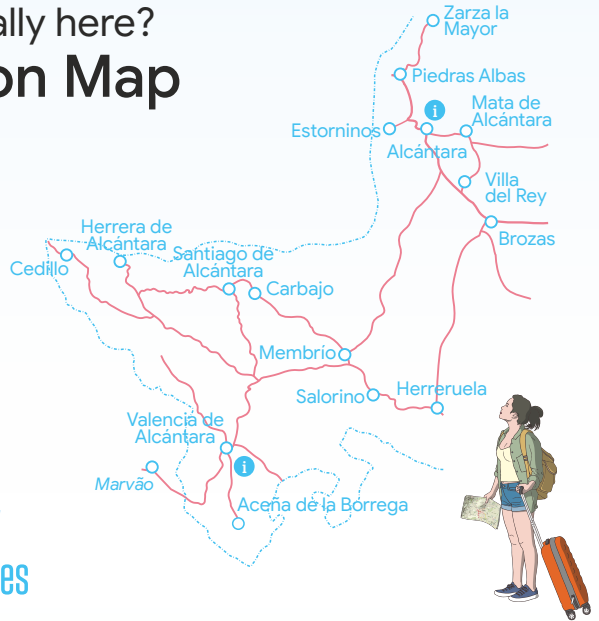 ally here?
on Map
Zarza la
Mayor
Piedras Albas
i
Mata de
Alcántara
Estorninos
Alcántara
Villa
del Rey
Brozas
Herrera de
Alcántara
Santiago de
Alcántara
Cedillo
Carbajo
Membrío
Salorino
Herreruela
Valencia de
Alcántara
i
Marvão
Aceña de la Borrega
es